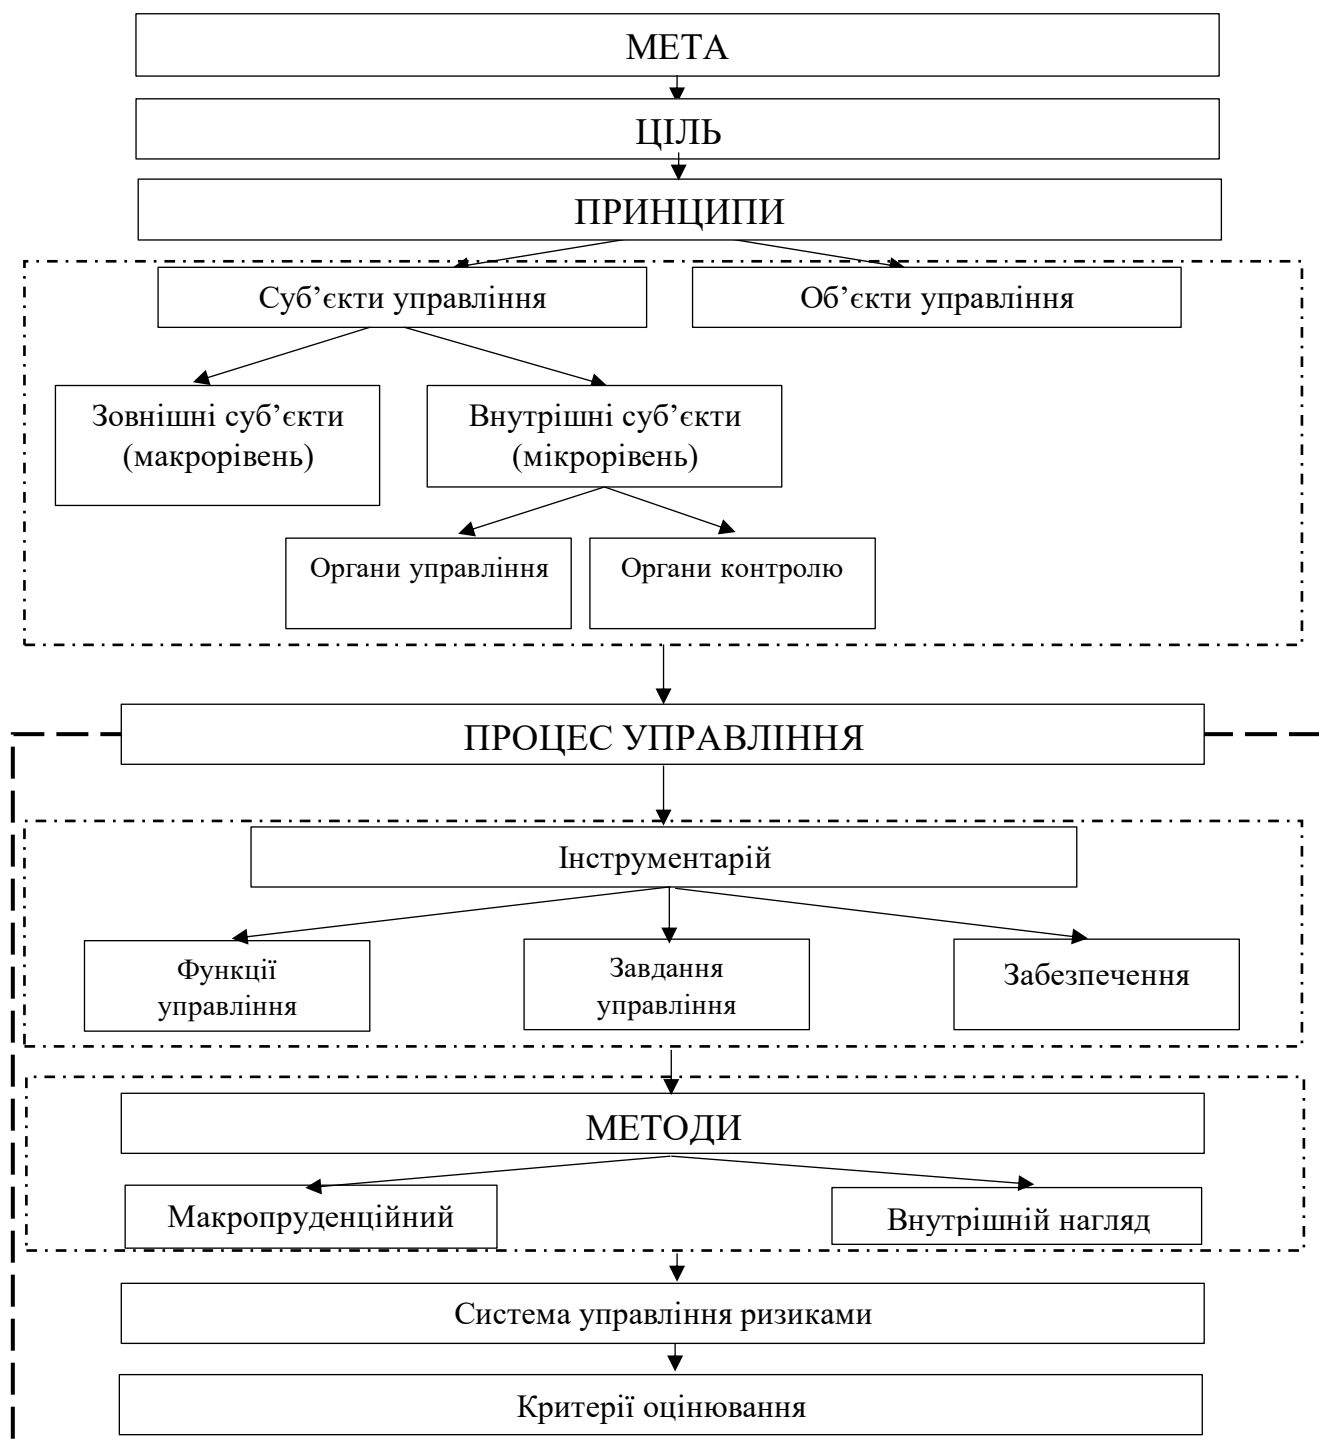 МЕТА
ЦІЛЬ
ПРИНЦИПИ
Суб’єкти управління
Об’єкти управління
Зовнішні суб’єкти
(макрорівень)
Внутрішні суб’єкти
(мікрорівень)
Органи управління
Органи контролю
ПРОЦЕС УПРАВЛІННЯ
Інструментарій
Функції
управління
Завдання
управління
Забезпечення
МЕТОДИ
Макропруденційний
Внутрішній нагляд
Система управління ризиками
Критерії оцінювання